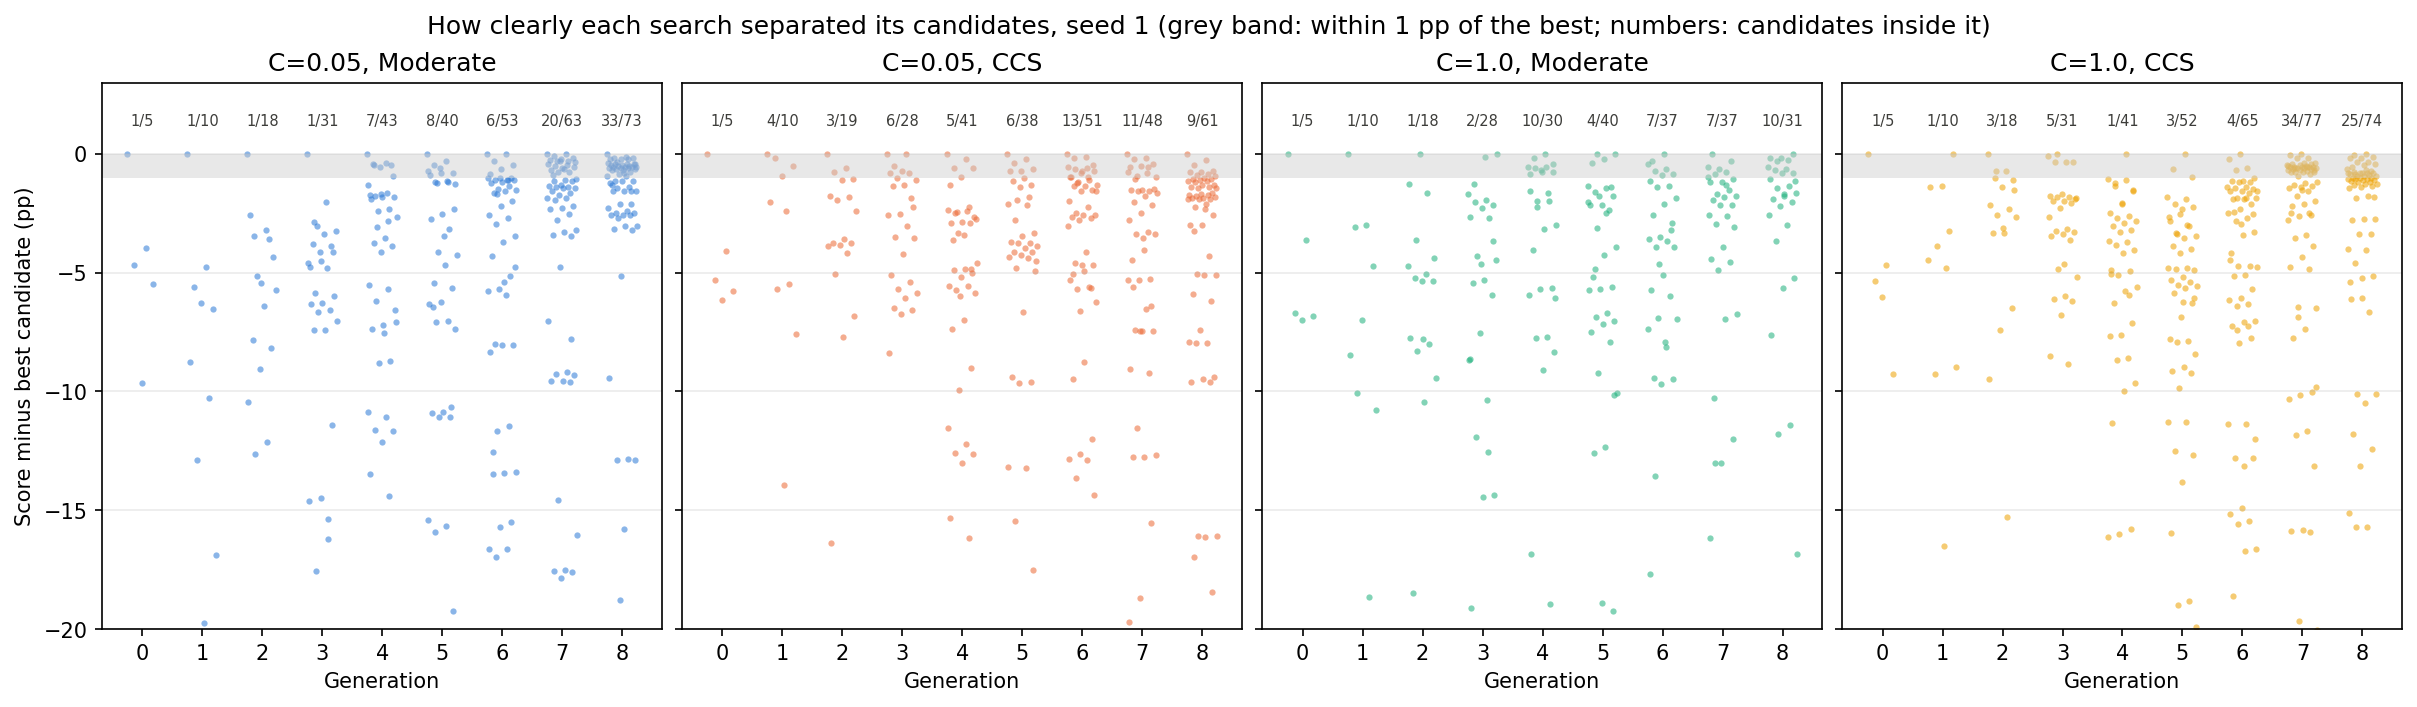 How clearly each search separated its candidates, seed 1 (grey band: within 1 pp of the best; numbers: candidates inside it)
C=0.05, Moderate
1/5 1/10 1/18 1/31 7/43 8/40 6/53 20/63 33/73
C=0.05, CCS
1/5 4/10 3/19 6/28 5/41 6/38 13/51 11/48 9/61
C=1.0, Moderate
1/5 1/10 1/18 2/28 10/30 4/40 7/37 7/37 10/31
C=1.0, CCS
1/5 1/10 3/18 5/31 1/41 3/52 4/65 34/77 25/74
Score minus best candidate (pp)
0
−5
−10
−15
−20
0 1 2 3 4 5 6 7 8
Generation
0 1 2 3 4 5 6 7 8
Generation
0 1 2 3 4 5 6 7 8
Generation
0 1 2 3 4 5 6 7 8
Generation